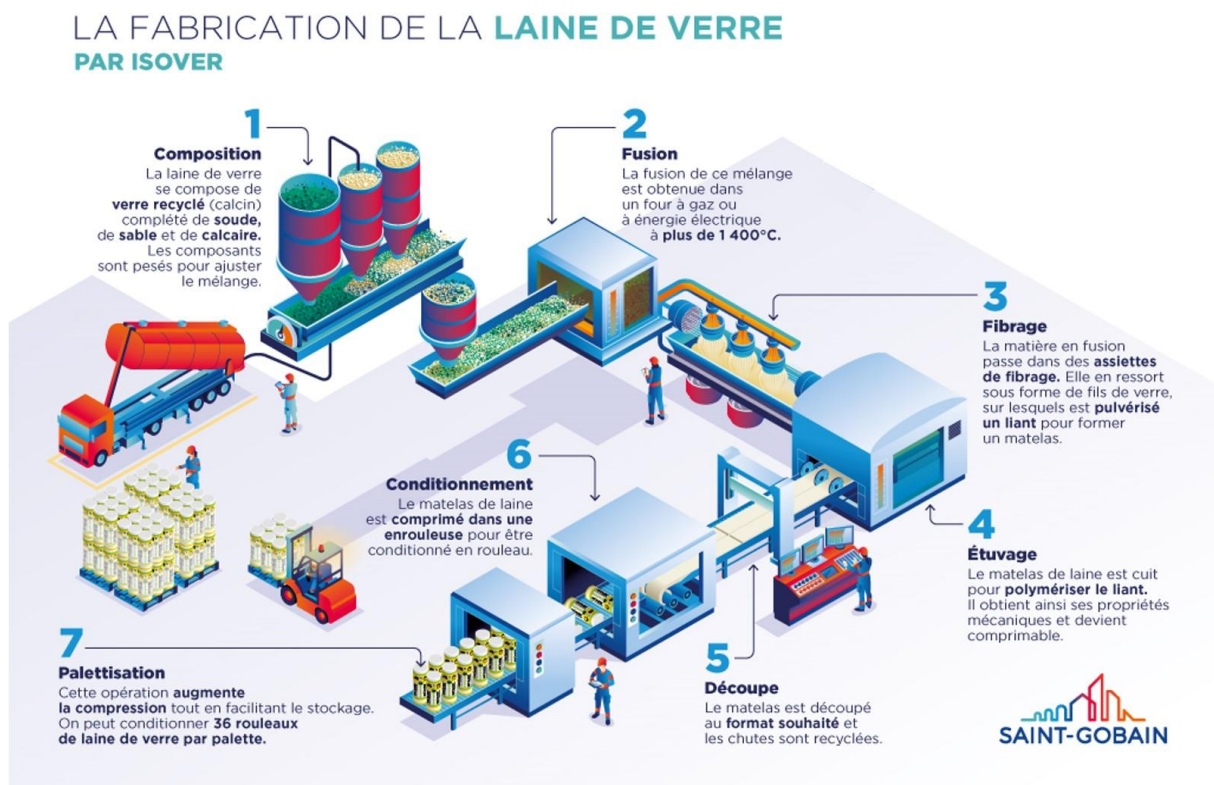 LA FABRICATION DE LA LAINE DE VERRE
PAR ISOVER
1
Composition
La laine de verre
se compose de
verre recyclé (calcin)
complété de soude,
de sable et de calcaire.
Les composants
sont pesés pour ajuster
le mélange.
2
Fusion
La fusion de ce mélange
est obtenue dans
un four à gaz ou
à énergie électrique
à plus de 1 400°C.
3
Fibrage
La matière en fusion
passe dans des assiettes
de fibrage. Elle en ressort
sous forme de fils de verre,
sur lesquels est pulvérisé
un liant pour former
un matelas.
4
Étuvage
Le matelas de laine est cuit
pour polymériser le liant.
Il obtient ainsi ses propriétés
mécaniques et devient
comprimable.
5
Découpe
Le matelas est découpé
au format souhaité et
les chutes sont recyclées.
6
Conditionnement
Le matelas de laine
est comprimé dans une
enrouleuse pour être
conditionné en rouleau.
7
Palettisation
Cette opération augmente
la compression tout en facilitant le stockage.
On peut conditionner 36 rouleaux
de laine de verre par palette.
SAINT-GOBAIN